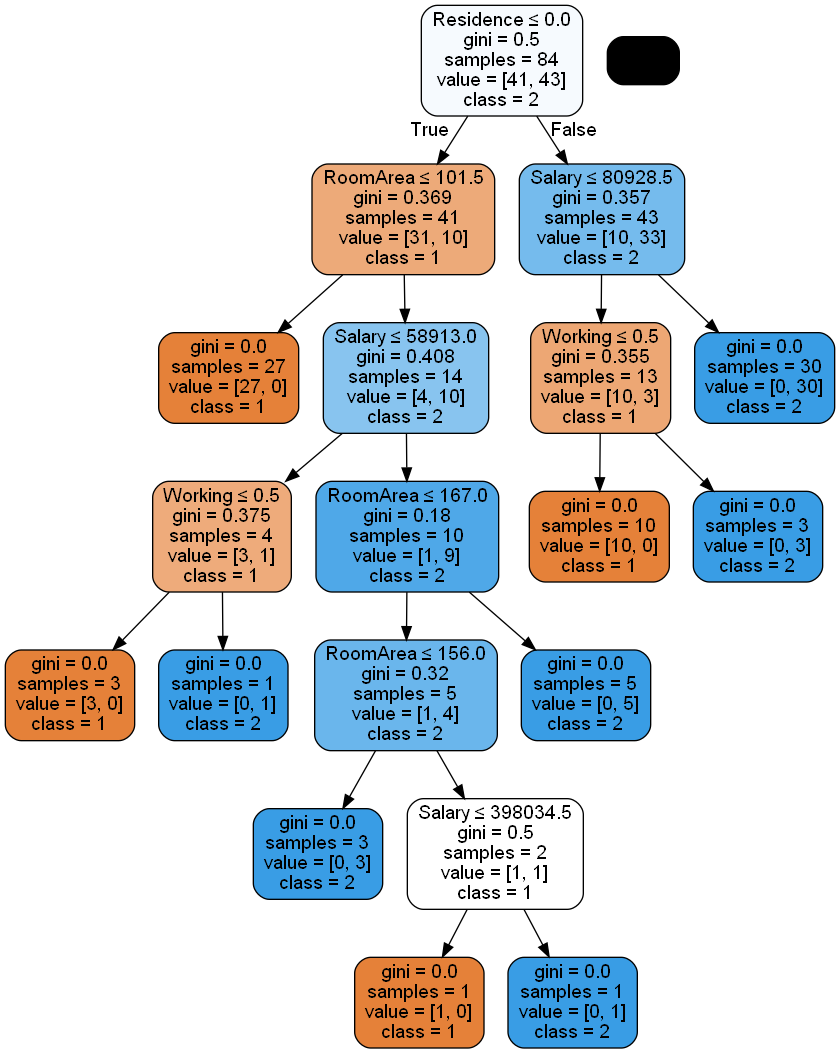 Residence ≤ 0.0
gini = 0.5
samples = 84
value = [41, 43]
class = 2
True
False
RoomArea ≤ 101.5
gini = 0.369
samples = 41
value = [31, 10]
class = 1
Salary ≤ 80928.5
gini = 0.357
samples = 43
value = [10, 33]
class = 2
gini = 0.0
samples = 27
value = [27, 0]
class = 1
Salary ≤ 58913.0
gini = 0.408
samples = 14
value = [4, 10]
class = 2
Working ≤ 0.5
gini = 0.355
samples = 13
value = [10, 3]
class = 1
gini = 0.0
samples = 30
value = [0, 30]
class = 2
Working ≤ 0.5
gini = 0.375
samples = 4
value = [3, 1]
class = 1
RoomArea ≤ 167.0
gini = 0.18
samples = 10
value = [1, 9]
class = 2
gini = 0.0
samples = 10
value = [10, 0]
class = 1
gini = 0.0
samples = 3
value = [0, 3]
class = 2
gini = 0.0
samples = 3
value = [3, 0]
class = 1
gini = 0.0
samples = 1
value = [0, 1]
class = 2
RoomArea ≤ 156.0
gini = 0.32
samples = 5
value = [1, 4]
class = 2
gini = 0.0
samples = 5
value = [0, 5]
class = 2
gini = 0.0
samples = 3
value = [0, 3]
class = 2
Salary ≤ 398034.5
gini = 0.5
samples = 2
value = [1, 1]
class = 1
gini = 0.0
samples = 1
value = [1, 0]
class = 1
gini = 0.0
samples = 1
value = [0, 1]
class = 2